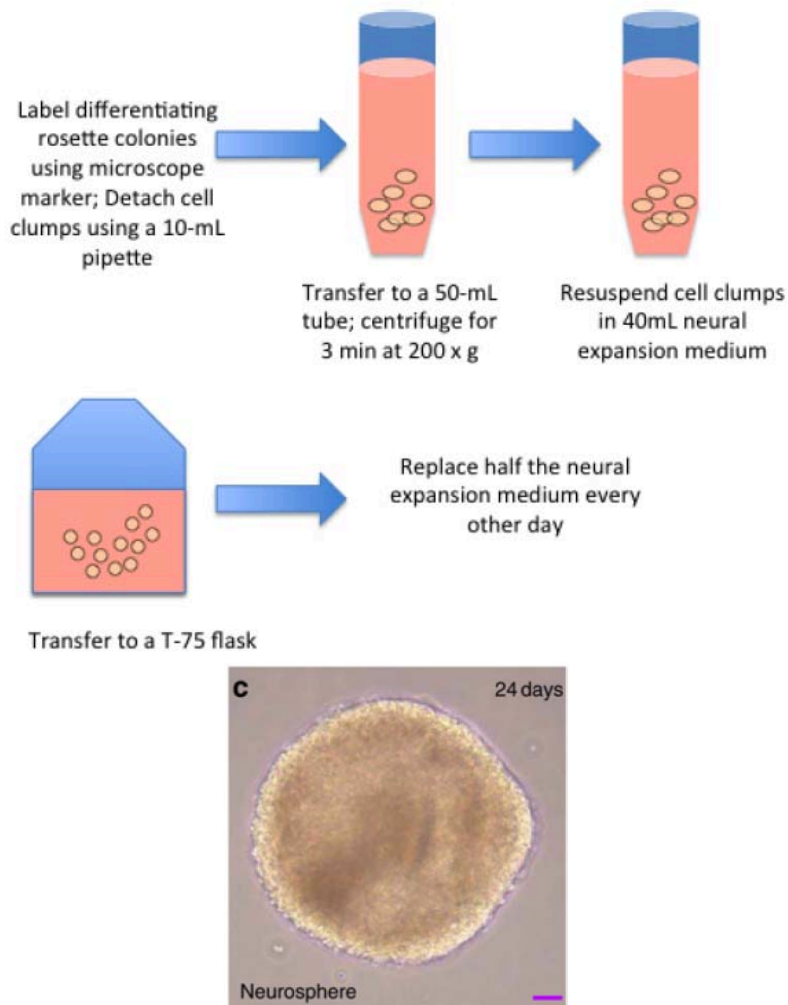 Label differentiating
rosette colonies
using microscope
marker; Detach cell
clumps using a 10-mL
pipette
Transfer to a 50-mL
tube; centrifuge for
3 min at 200 x g
Resuspend cell clumps
in 40mL neural
expansion medium
Replace half the neural
expansion medium every
other day
Transfer to a T-75 flask
c
24 days
Neurosphere